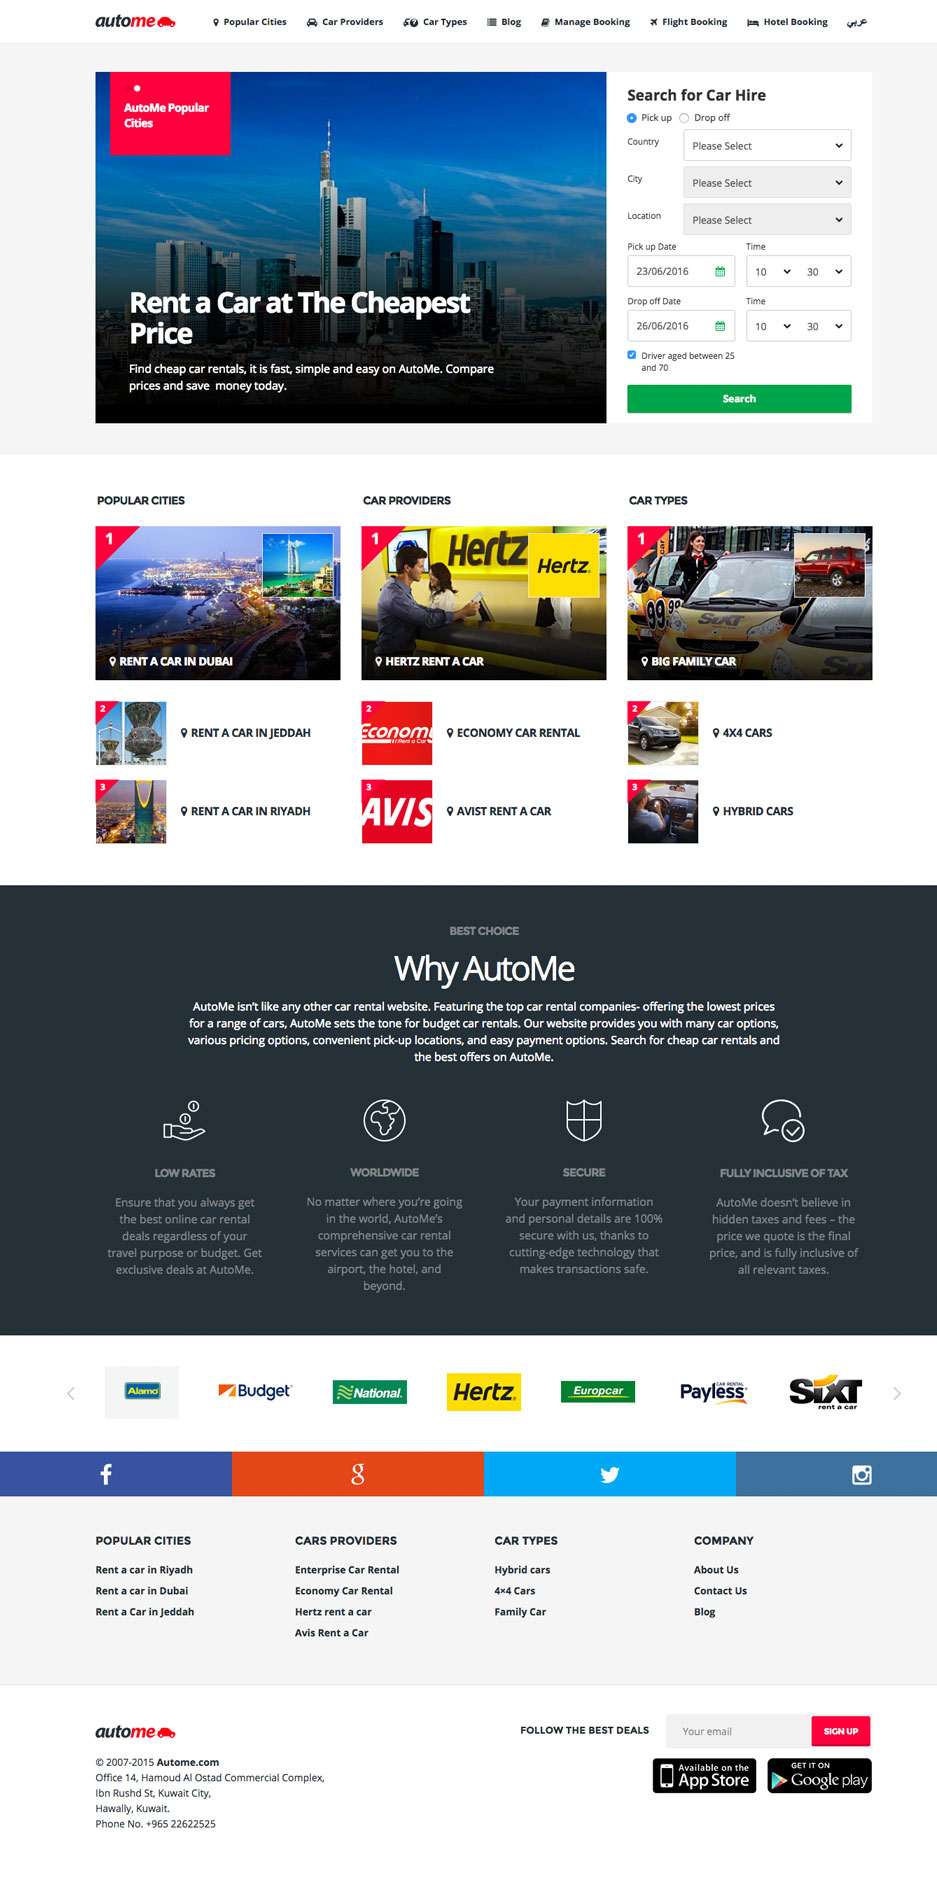 autome
Popular Cities
Car Providers
Car Types
Blog
Manage Booking
Flight Booking
Hotel Booking
عربي
AutoMe Popular
Cities
Rent a Car at The Cheapest
Price
Find cheap car rentals, it is fast, simple and easy on AutoMe. Compare
prices and save money today.
Search for Car Hire
Pick up Drop off
Country Please Select
City Please Select
Location Please Select
Pick up Date Time
23/06/2016 10 30
Drop off Date Time
26/06/2016 10 30
Driver aged between 25
and 70
Search
POPULAR CITIES
1
RENT A CAR IN DUBAI
2
RENT A CAR IN JEDDAH
3
RENT A CAR IN RIYADH
CAR PROVIDERS
1
Hertz
Hertz
HERTZ RENT A CAR
2
Economy
Rent a Car
ECONOMY CAR RENTAL
3
AVIS
AVIST RENT A CAR
CAR TYPES
1
car
99
SIXT
BIG FAMILY CAR
2
4X4 CARS
3
HYBRID CARS
BEST CHOICE
Why AutoMe
AutoMe isn’t like any other car rental website. Featuring the top car rental companies- offering the lowest prices
for a range of cars, AutoMe sets the tone for budget car rentals. Our website provides you with many car options,
various pricing options, convenient pick-up locations, and easy payment options. Search for cheap car rentals and
the best offers on AutoMe.
LOW RATES
Ensure that you always get
the best online car rental
deals regardless of your
travel purpose or budget. Get
exclusive deals at AutoMe.
WORLDWIDE
No matter where you’re going
in the world, AutoMe’s
comprehensive car rental
services can get you to the
airport, the hotel, and
beyond.
SECURE
Your payment information
and personal details are 100%
secure with us, thanks to
cutting-edge technology that
makes transactions safe.
FULLY INCLUSIVE OF TAX
AutoMe doesn’t believe in
hidden taxes and fees – the
price we quote is the final
price, and is fully inclusive of
all relevant taxes.
Alamo
Budget
National.
Hertz
Europcar
CAR RENTAL
Payless
SIXT
rent a car
POPULAR CITIES
Rent a car in Riyadh
Rent a car in Dubai
Rent a Car in Jeddah
CARS PROVIDERS
Enterprise Car Rental
Economy Car Rental
Hertz rent a car
Avis Rent a Car
CAR TYPES
Hybrid cars
4×4 Cars
Family Car
COMPANY
About Us
Contact Us
Blog
autome
© 2007-2015 Autome.com
Office 14, Hamoud Al Ostad Commercial Complex,
Ibn Rushd St, Kuwait City,
Hawally, Kuwait.
Phone No. +965 22622525
FOLLOW THE BEST DEALS
Your email
SIGN UP
Available on the
App Store
GET IT ON
Google play